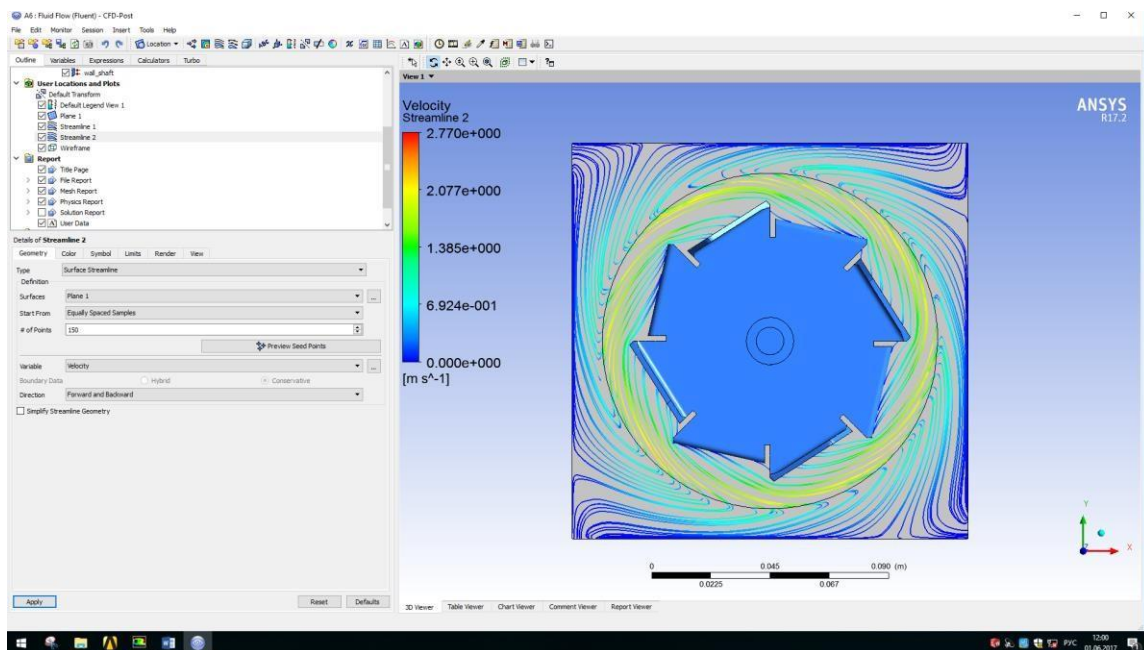 A6 : Fluid Flow (Fluent) - CFD-Post
File Edit Monitor Session Insert Tools Help
Location
Outline Variables Expressions Calculators Turbo
wall_shaft
User Locations and Plots
Default Transform
Default Legend View 1
Plane 1
Streamline 1
Streamline 2
Wireframe
Report
Title Page
File Report
Mesh Report
Physics Report
Solution Report
User Data
Details of Streamline 2
Geometry Color Symbol Limits Render View
Type Surface Streamline
Definition
Surfaces Plane 1 ...
Start From Equally Spaced Samples
# of Points 150
Preview Seed Points
Variable Velocity ...
Boundary Data Hybrid Conservative
Direction Forward and Backward
Simplify Streamline Geometry
Apply Reset Defaults
View 1
Velocity
Streamline 2
2.770e+000
2.077e+000
1.385e+000
6.924e-001
0.000e+000
[m s^-1]
ANSYS
R17.2
Y
X
Z
0 0.045 0.090 (m)
0.0225 0.067
3D Viewer Table Viewer Chart Viewer Comment Viewer Report Viewer
РУС 12:00
01.06.2017